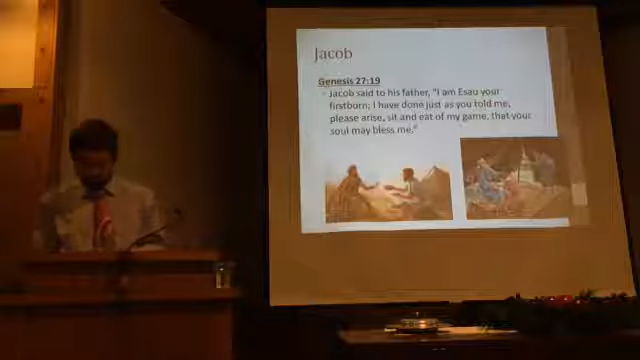 Jacob
Genesis 27:19
Jacob said to his father, "I am Esau your
firstborn; I have done just as you told me,
please arise, sit and eat of my game, that your
soul may bless me."